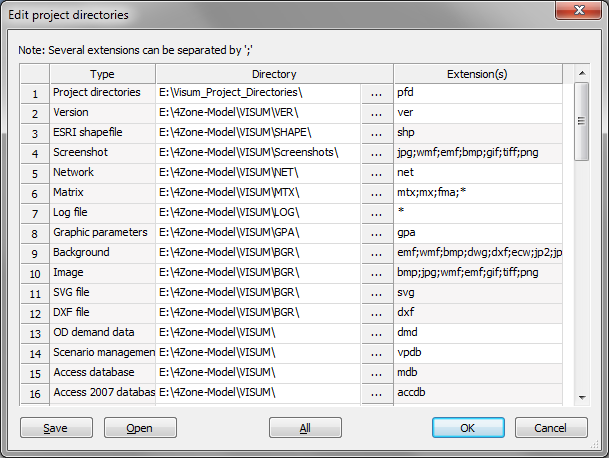 Edit project directories
Note: Several extensions can be separated by ';'
Type Directory Extension(s)
1 Project directories E:\Visum_Project_Directories\ ... pfd
2 Version E:\4Zone-Model\VISUM\VER\ ... ver
3 ESRI shapefile E:\4Zone-Model\VISUM\SHAPE\ ... shp
4 Screenshot E:\4Zone-Model\VISUM\Screenshots\ ... jpg;wmf;emf;bmp;gif;tiff;png
5 Network E:\4Zone-Model\VISUM\NET\ ... net
6 Matrix E:\4Zone-Model\VISUM\MTX\ ... mtx;mx;fma;*
7 Log file E:\4Zone-Model\VISUM\LOG\ ... *
8 Graphic parameters E:\4Zone-Model\VISUM\GPA\ ... gpa
9 Background E:\4Zone-Model\VISUM\BGR\ ... emf;wmf;bmp;dwg;dxf;ecw;jp2;jp
10 Image E:\4Zone-Model\VISUM\BGR\ ... bmp;jpg;wmf;emf;gif;tiff;png
11 SVG file E:\4Zone-Model\VISUM\BGR\ ... svg
12 DXF file E:\4Zone-Model\VISUM\BGR\ ... dxf
13 OD demand data E:\4Zone-Model\VISUM\ ... dmd
14 Scenario managemen E:\4Zone-Model\VISUM\ ... vpdb
15 Access database E:\4Zone-Model\VISUM\ ... mdb
16 Access 2007 databas E:\4Zone-Model\VISUM\ ... accdb
Save Open All OK Cancel